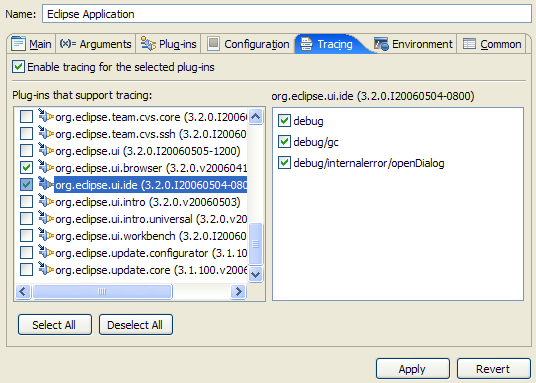 Name: Eclipse Application
Main (x)= Arguments Plug-ins Configuration Tracing Environment Common
Enable tracing for the selected plug-ins
Plug-ins that support tracing:
org.eclipse.team.cvs.core (3.2.0.I20060
org.eclipse.team.cvs.ssh (3.2.0.I20060
org.eclipse.ui (3.2.0.I20060505-1200)
org.eclipse.ui.browser (3.2.0.v2006041
org.eclipse.ui.ide (3.2.0.I20060504-080
org.eclipse.ui.intro (3.2.0.v20060503)
org.eclipse.ui.intro.universal (3.2.0.v20
org.eclipse.ui.workbench (3.2.0.I20060
org.eclipse.update.configurator (3.1.10
org.eclipse.update.core (3.1.100.v2006
org.eclipse.ui.ide (3.2.0.I20060504-0800)
debug
debug/gc
debug/internalerror/openDialog
Select All Deselect All
Apply Revert